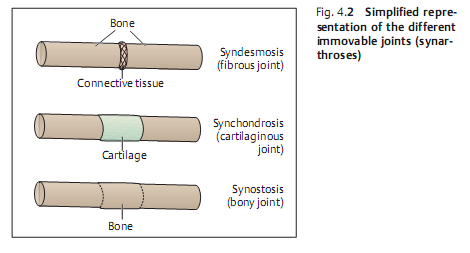 Bone
Syndesmosis
(fibrous joint)
Connective tissue
Synchondrosis
(cartilaginous
joint)
Cartilage
Synostosis
(bony joint)
Bone
Fig. 4.2 Simplified repre-
sentation of the different
immovable joints (synar-
throses)